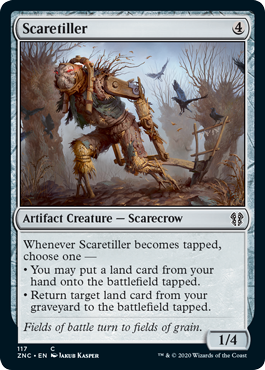 Scaretiller 4
Artifact Creature — Scarecrow
Whenever Scaretiller becomes tapped,
choose one —
• You may put a land card from your
hand onto the battlefield tapped.
• Return target land card from your
graveyard to the battlefield tapped.
Fields of battle turn to fields of grain.
1/4
117 C
ZNC • EN Jakub Kasper
™ & © 2020 Wizards of the Coast